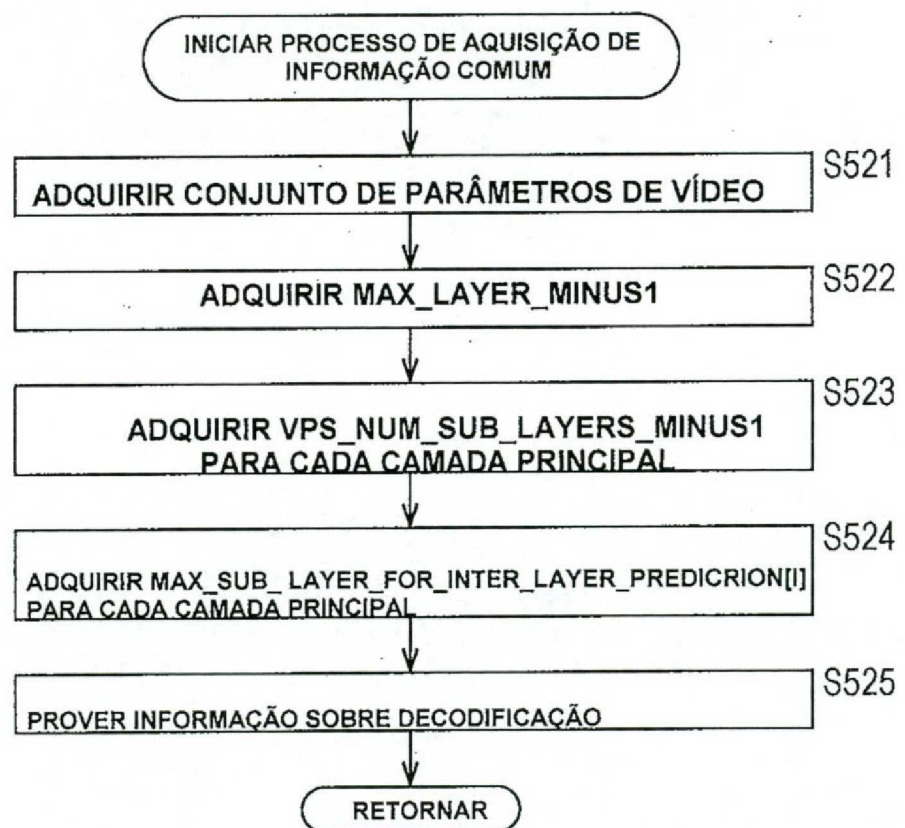 INICIAR PROCESSO DE AQUISIÇÃO DE
INFORMAÇÃO COMUM
S521
ADQUIRIR CONJUNTO DE PARÂMETROS DE VÍDEO
S522
ADQUIRIR MAX_LAYER_MINUS1
S523
ADQUIRIR VPS_NUM_SUB_LAYERS_MINUS1
PARA CADA CAMADA PRINCIPAL
S524
ADQUIRIR MAX_SUB_ LAYER_FOR_INTER_LAYER_PREDICRION[I]
PARA CADA CAMADA PRINCIPAL
S525
PROVER INFORMAÇÃO SOBRE DECODIFICAÇÃO
RETORNAR